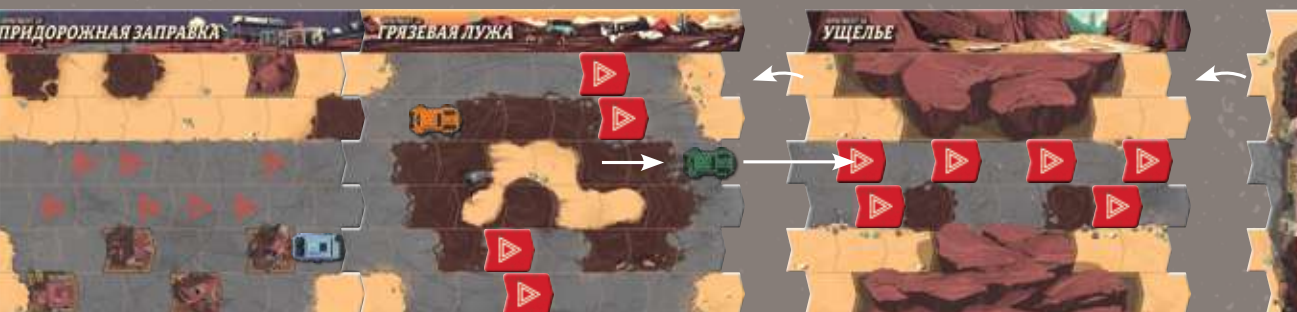 ПРИДОРОЖНАЯ ЗАПРАВКА
ГРЯЗЕВАЯ ЛУЖА
УЩЕЛЬЕ